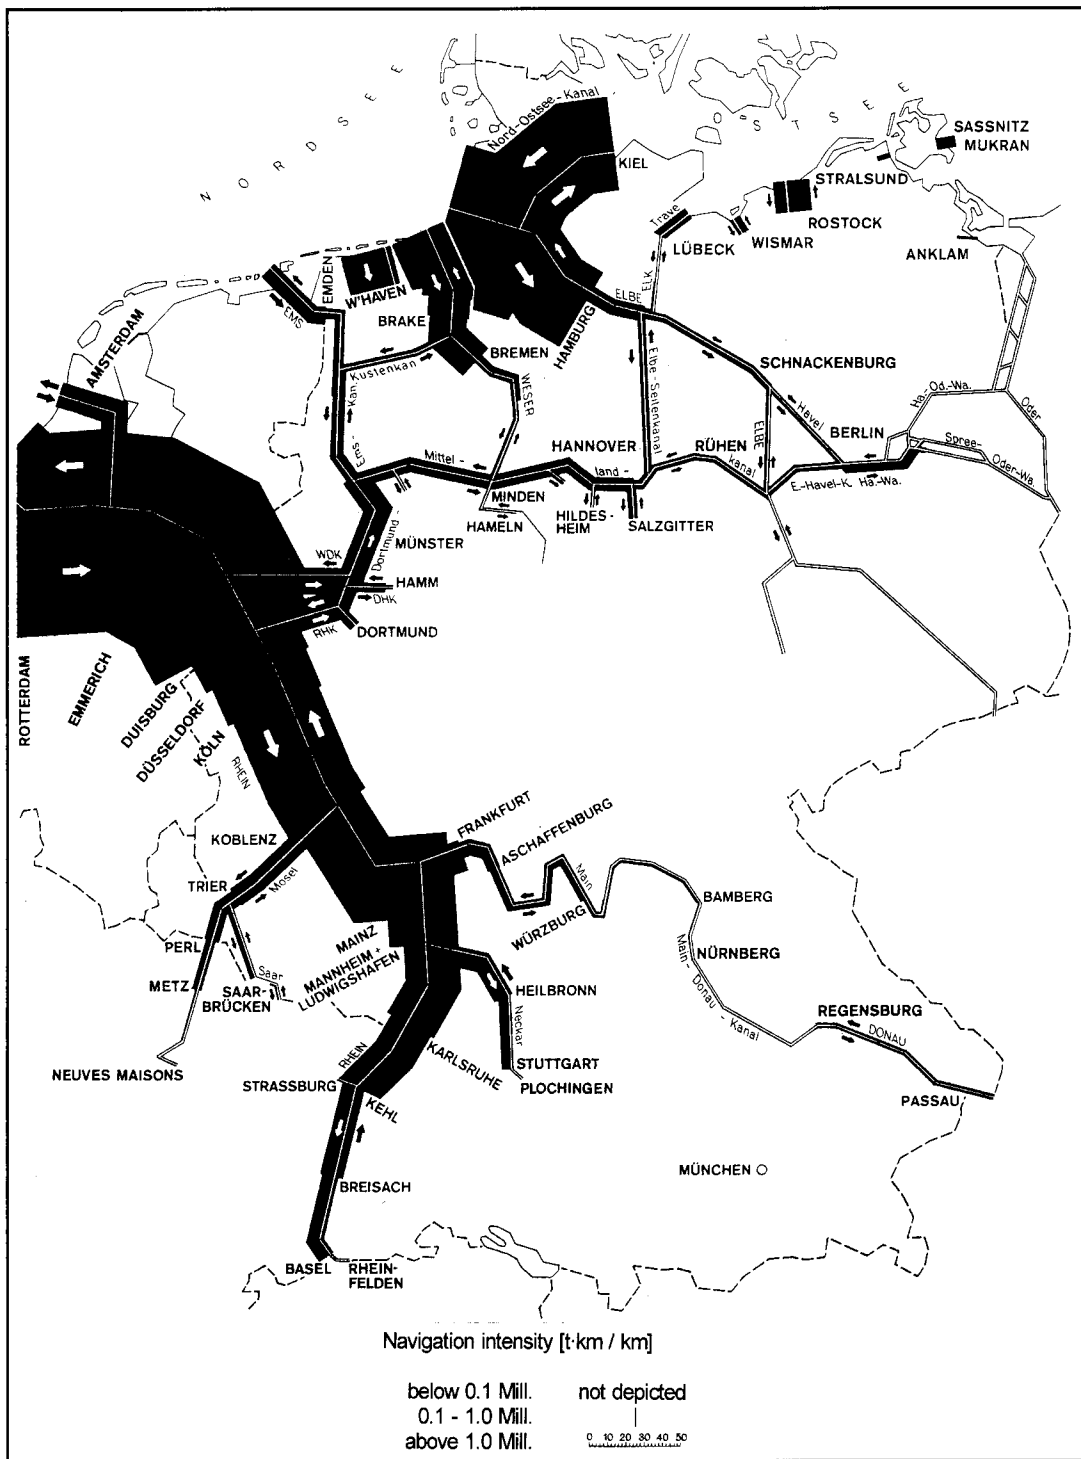 N O R D S E E
O S T S E E
Nord-Ostsee-Kanal
KIEL
SASSNITZ
MUKRAN
STRALSUND
ROSTOCK
Trave
LÜBECK
WISMAR
ANKLAM
EMDEN
W'HAVEN
EMS
BRAKE
BREMEN
HAMBURG
ELBE
ELK
AMSTERDAM
Kustenkan
WESER
Elbe-Seitenkanal
SCHNACKENBURG
Ha.-Od.-Wa.
Oder
Havel
ELBE
BERLIN
Spree-
Oder-Wa.
Ems-
Kan.
Mittel-
HANNOVER
RÜHEN
land-
kanal
E.-Havel-K.
Ha.-Wa.
MINDEN
HAMELN
HILDES-
HEIM
SALZGITTER
Dortmund-
MÜNSTER
WDK
HAMM
DHK
RHK
DORTMUND
ROTTERDAM
EMMERICH
DUISBURG
DÜSSELDORF
KÖLN
RHEIN
KOBLENZ
TRIER
Mosel
PERL
METZ
Saar
SAAR-
BRÜCKEN
NEUVES MAISONS
FRANKFURT
ASCHAFFENBURG
Main
WÜRZBURG
BAMBERG
NÜRNBERG
Main-Donau-Kanal
REGENSBURG
DONAU
PASSAU
MAINZ
MANNHEIM+
LUDWIGSHAFEN
HEILBRONN
Neckar
STUTTGART
PLOCHINGEN
RHEIN
KARLSRUHE
STRASSBURG
KEHL
BREISACH
MÜNCHEN
BASEL
RHEIN-
FELDEN
Navigation intensity [t·km / km]
below 0.1 Mill. not depicted
0.1 - 1.0 Mill.
above 1.0 Mill.
0 10 20 30 40 50